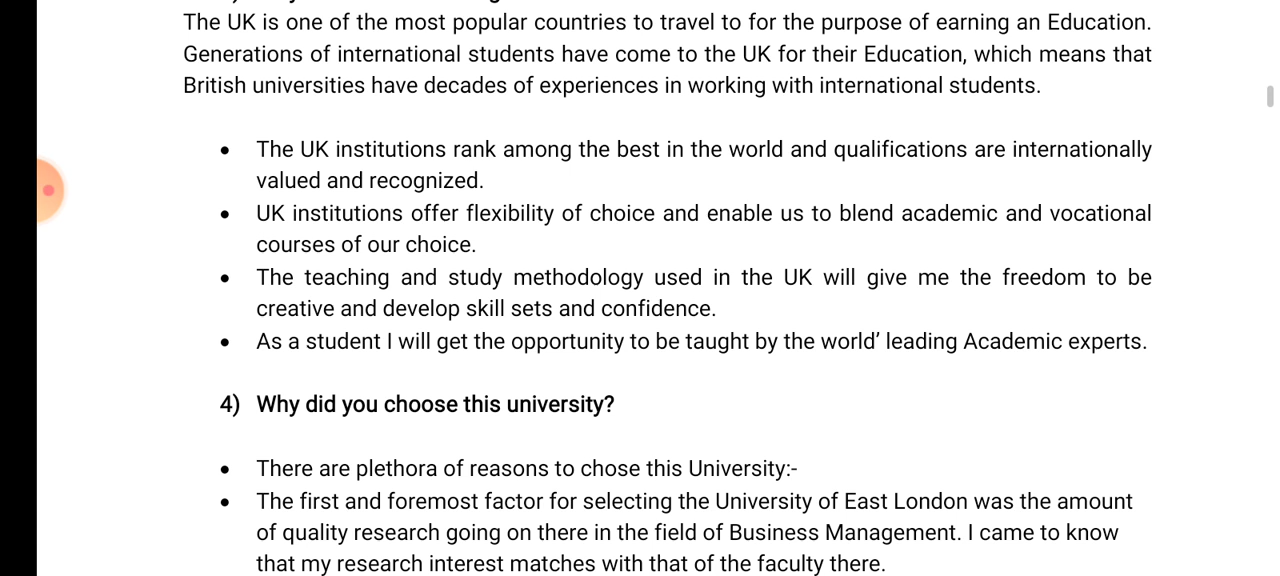 The UK is one of the most popular countries to travel to for the purpose of earning an Education.
Generations of international students have come to the UK for their Education, which means that
British universities have decades of experiences in working with international students.
• The UK institutions rank among the best in the world and qualifications are internationally
valued and recognized.
• UK institutions offer flexibility of choice and enable us to blend academic and vocational
courses of our choice.
• The teaching and study methodology used in the UK will give me the freedom to be
creative and develop skill sets and confidence.
• As a student I will get the opportunity to be taught by the world’ leading Academic experts.
4) Why did you choose this university?
• There are plethora of reasons to chose this University:-
• The first and foremost factor for selecting the University of East London was the amount
of quality research going on there in the field of Business Management. I came to know
that my research interest matches with that of the faculty there.